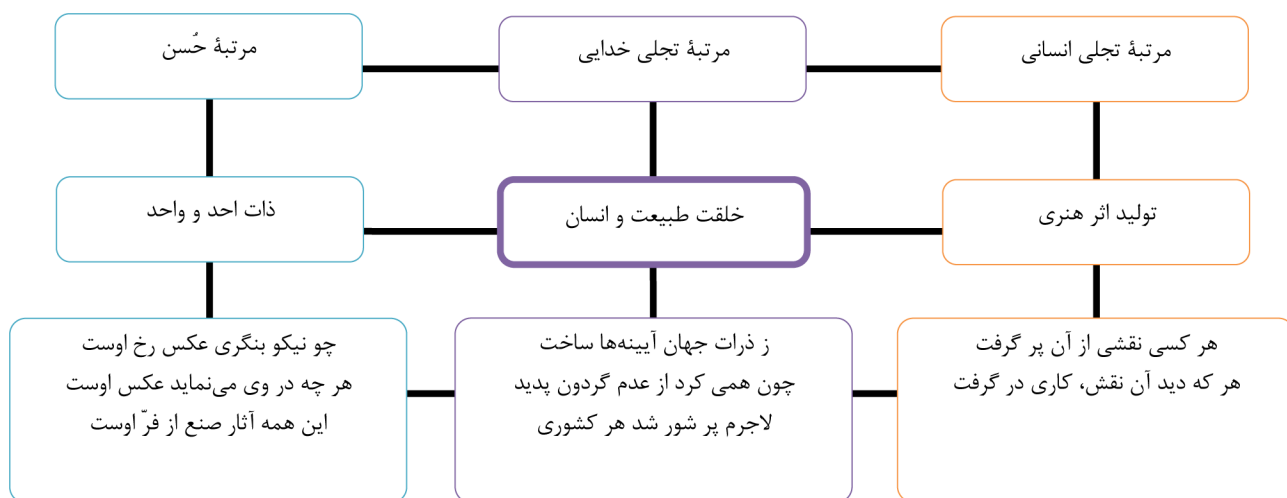 مرتبهٔ تجلی انسانی
مرتبهٔ تجلی خدایی
مرتبهٔ حُسن
تولید اثر هنری
خلقت طبیعت و انسان
ذات احد و واحد
هر کسی نقشی از آن پر گرفت
هر که دید آن نقش، کاری در گرفت
ز ذرات جهان آیینه‌ها ساخت
چون همی کرد از عدم گردون پدید
لاجرم پر شور شد هر کشوری
چو نیکو بنگری عکس رخ اوست
هر چه در وی می‌نماید عکس اوست
این همه آثار صنع از فرّ اوست